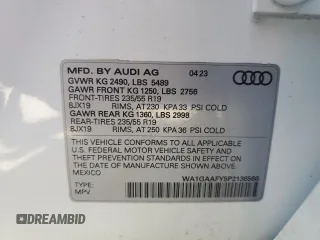 MFD. BY AUDI AG 04 23
GVWR KG 2490, LBS 5489
GAWR FRONT KG 1250, LBS 2756
FRONT-TIRES 235/55 R19
BJX19 RIMS, AT 230 KPA 33 PSI COLD
GAWR REAR KG 1360, LBS 2998
REAR-TIRES 235/55 R19
BJX19 RIMS, AT 250 KPA 36 PSI COLD
THIS VEHICLE CONFORMS TO ALL APPLICABLE
U.S. FEDERAL MOTOR VEHICLE SAFETY AND
THEFT PREVENTION STANDARDS IN EFFECT ON THE
DATE OF MANUFACTURE SHOWN ABOVE.
MEXICO
WA1GAAFY5P2136566
TYPE:
MPV
© DEALERSHIP.CC